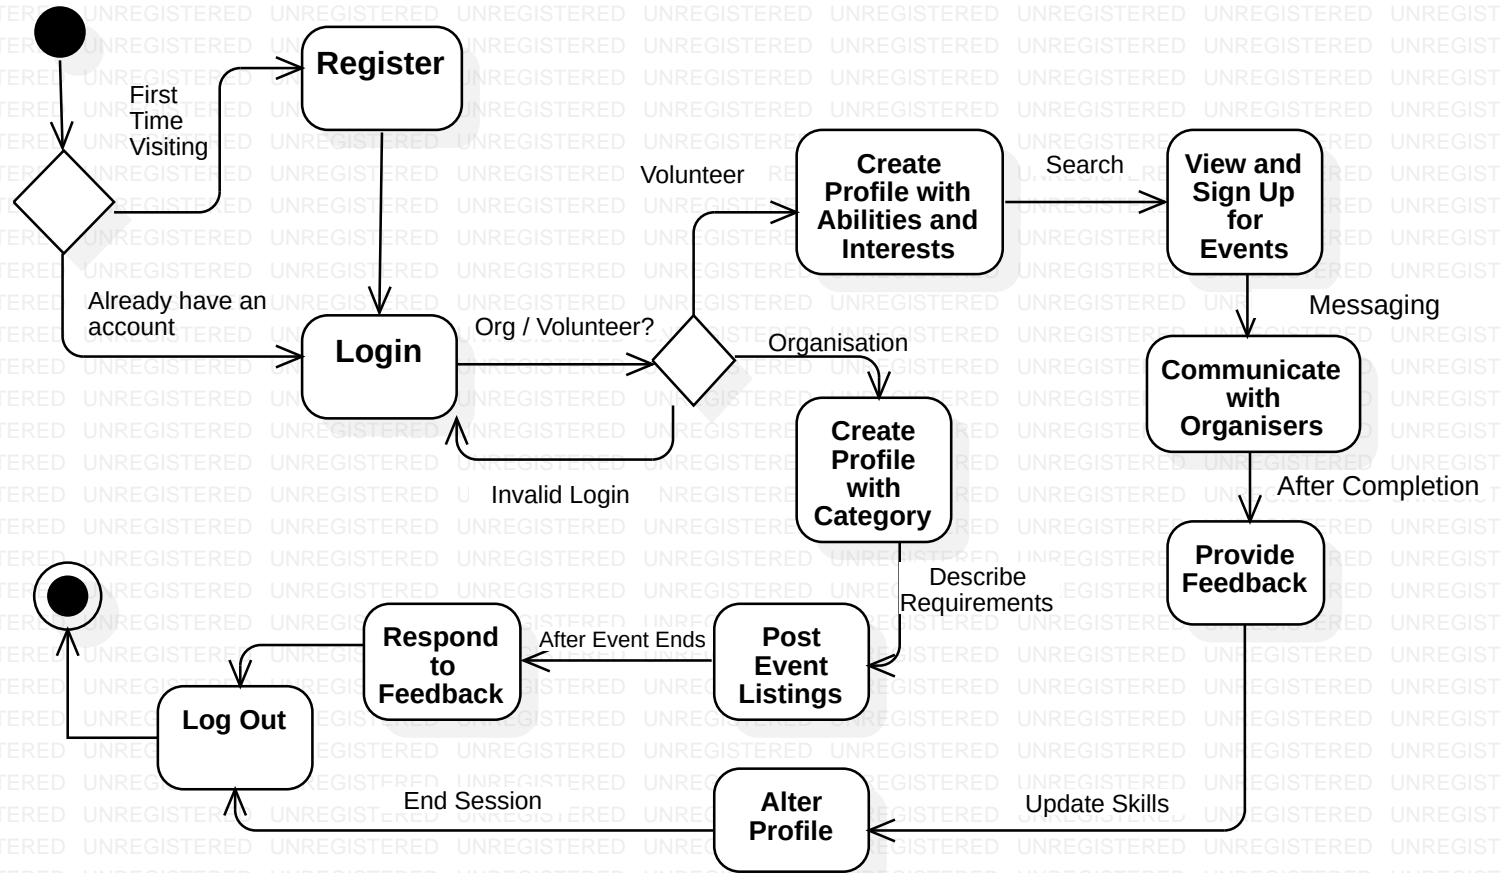 Register
First
Time
Visiting
Volunteer
Create
Profile with
Abilities and
Interests
Search
View and
Sign Up
for
Events
Already have an
account
Login
Org / Volunteer?
Organisation
Messaging
Communicate
with
Organisers
Create
Profile
with
Category
Invalid Login
After Completion
Provide
Feedback
Describe
Requirements
Respond
to
Feedback
After Event Ends
Post
Event
Listings
Log Out
End Session
Alter
Profile
Update Skills
UNREGISTERED